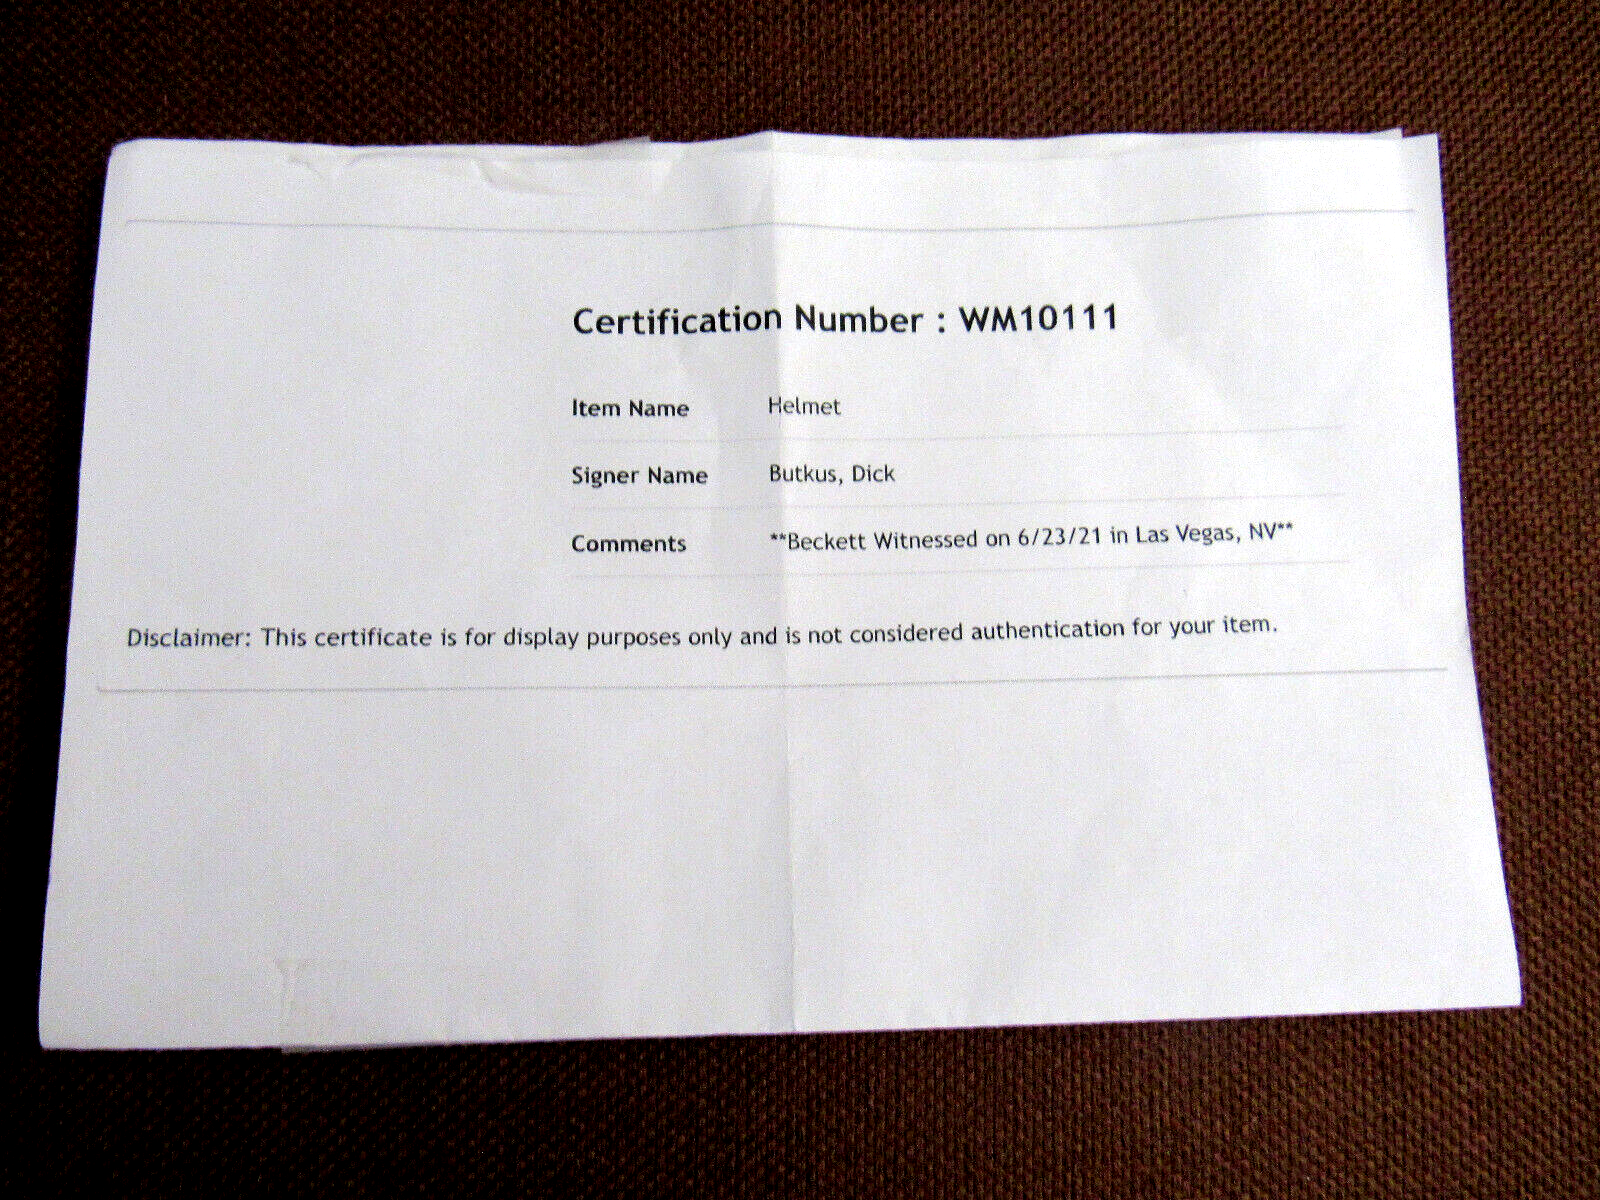 Certification Number : WM10111
Item Name Helmet
Signer Name Butkus, Dick
Comments **Beckett Witnessed on 6/23/21 in Las Vegas, NV**
Disclaimer: This certificate is for display purposes only and is not considered authentication for your item.